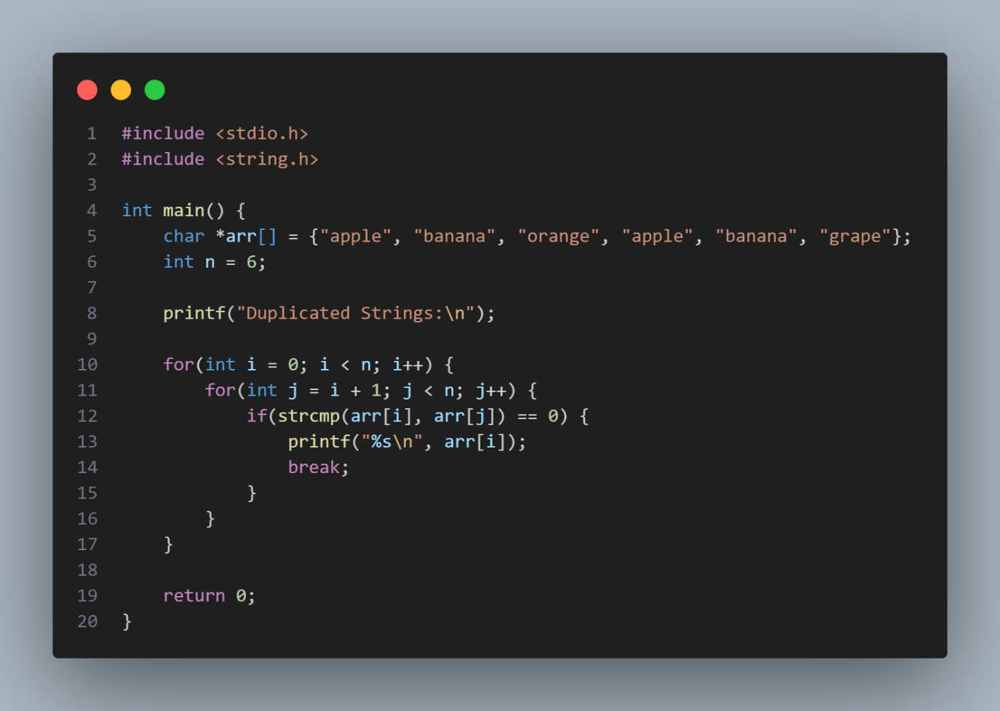 1 #include <stdio.h>
2 #include <string.h>
3
4 int main() {
5     char *arr[] = {"apple", "banana", "orange", "apple", "banana", "grape"};
6     int n = 6;
7
8     printf("Duplicated Strings:\n");
9
10     for(int i = 0; i < n; i++) {
11         for(int j = i + 1; j < n; j++) {
12             if(strcmp(arr[i], arr[j]) == 0) {
13                 printf("%s\n", arr[i]);
14                 break;
15             }
16         }
17     }
18
19     return 0;
20 }